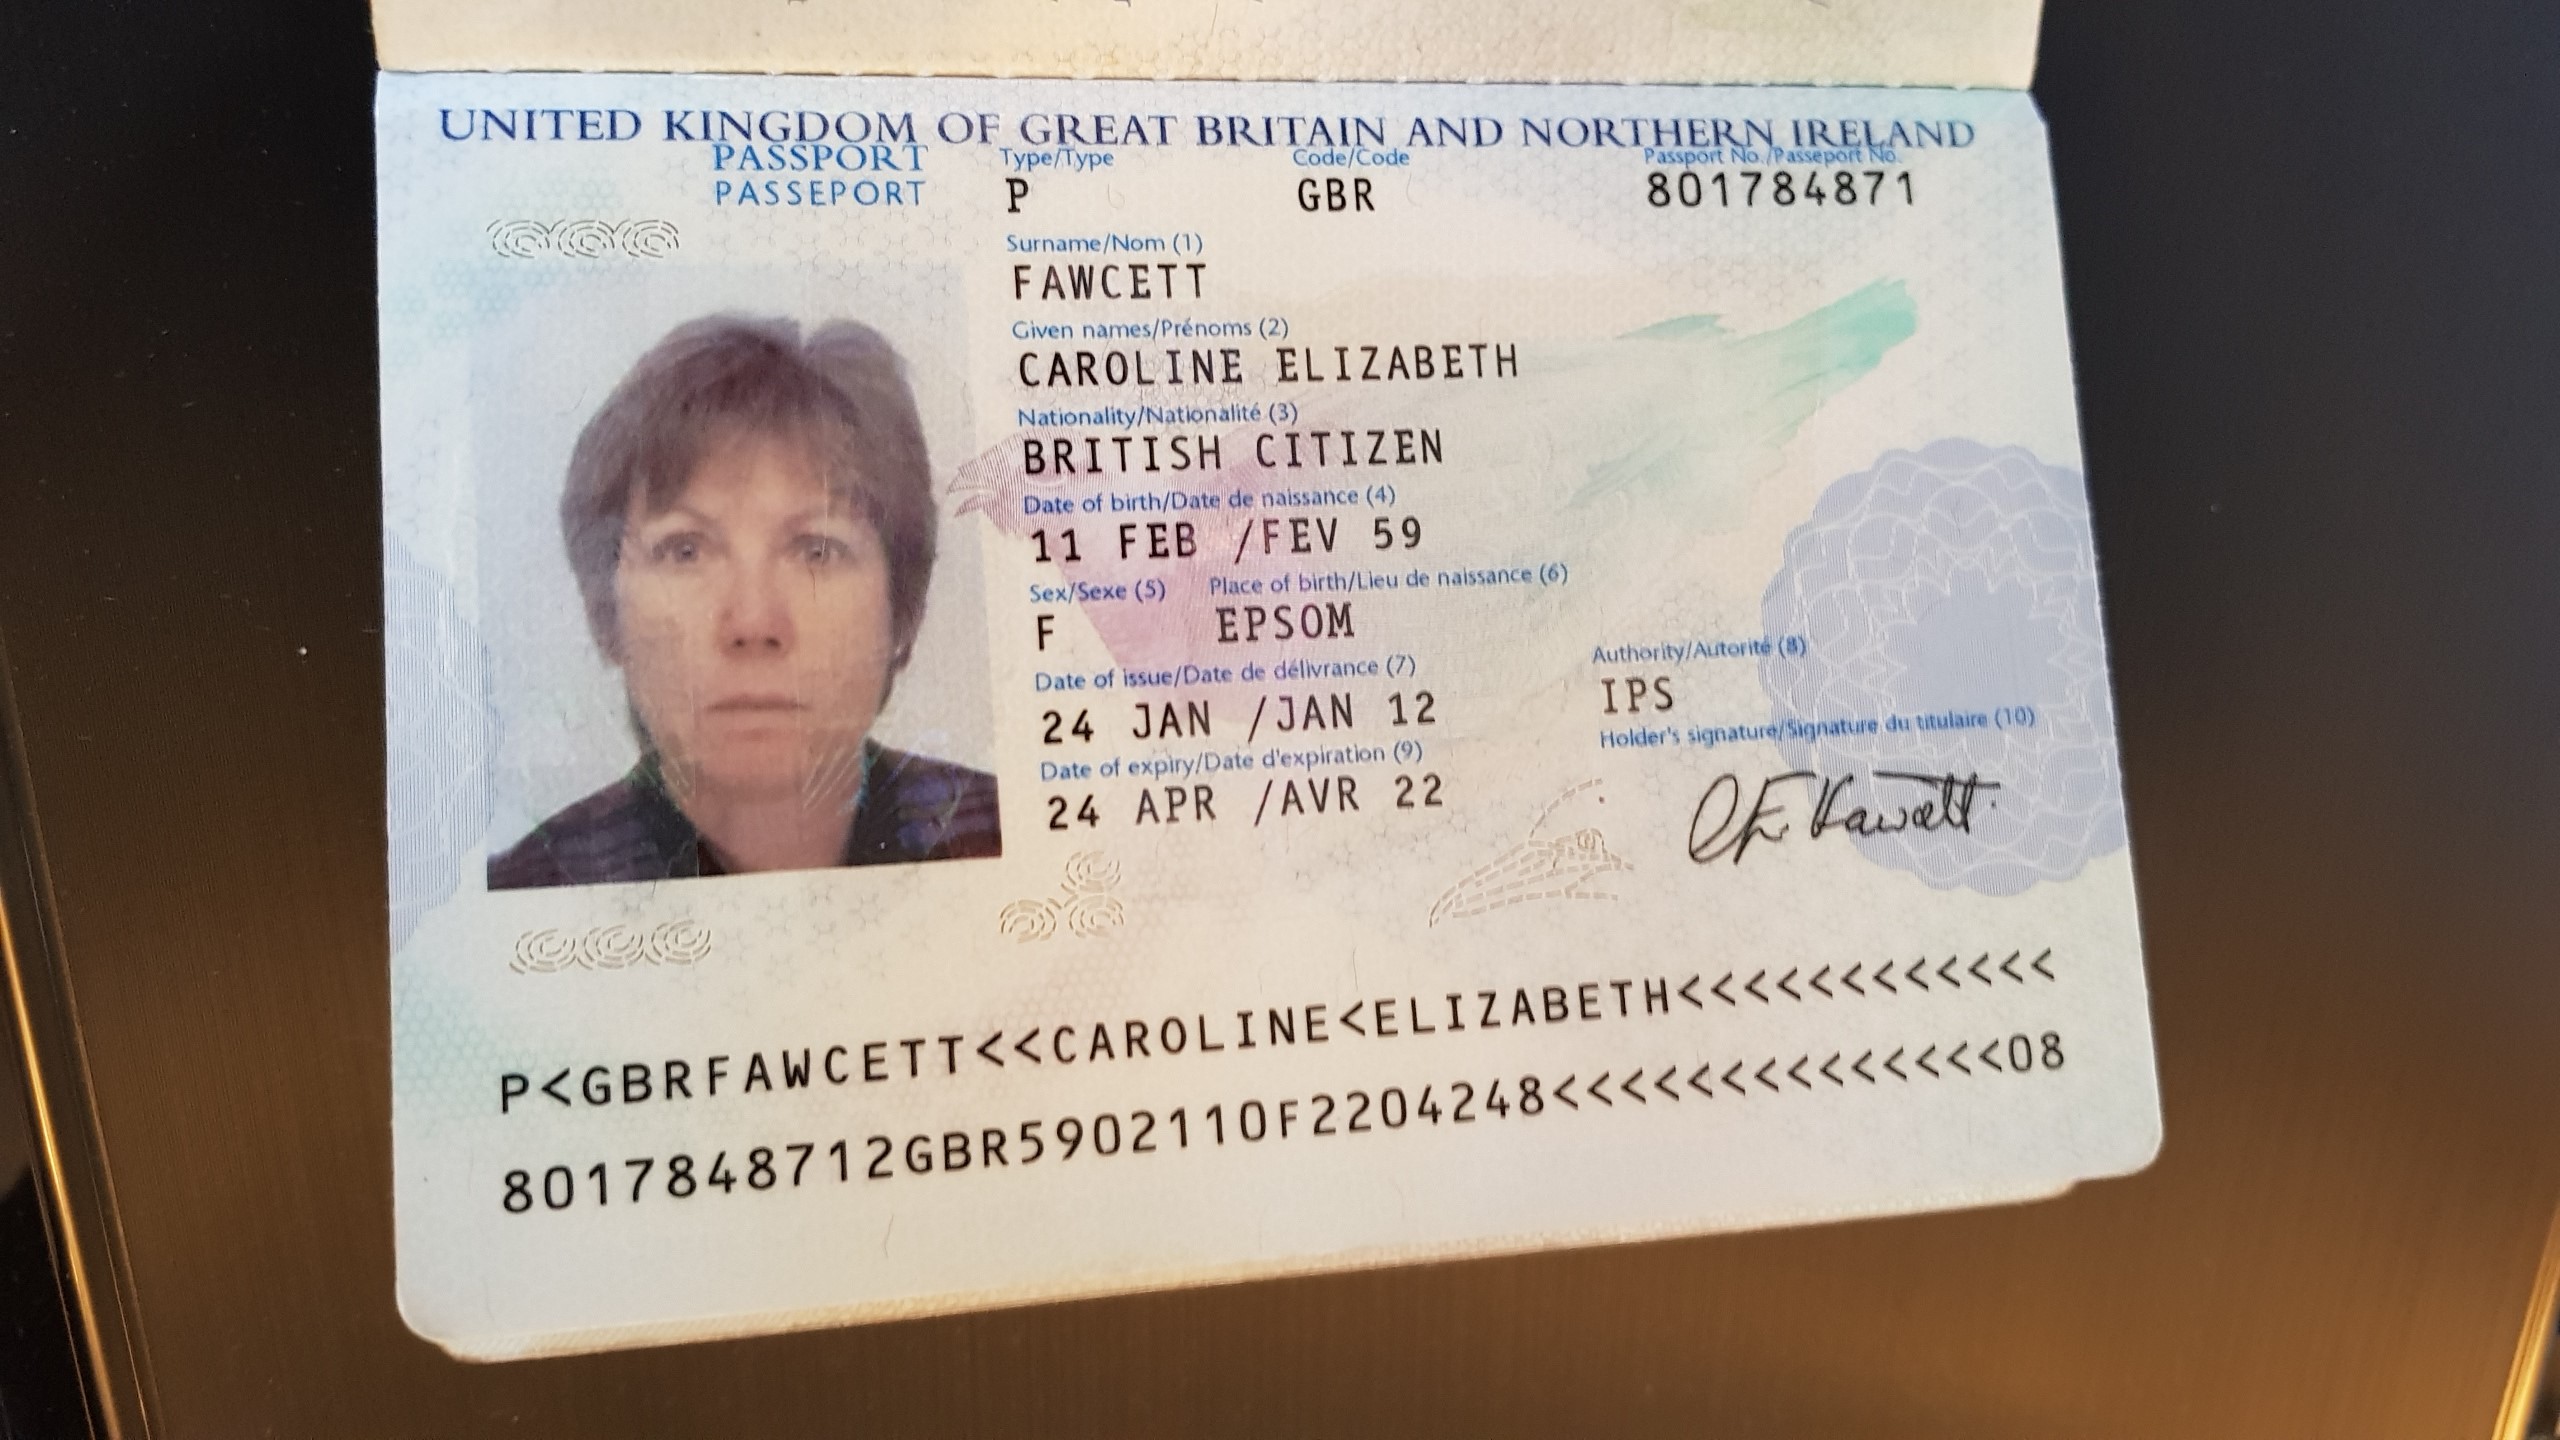 UNITED KINGDOM OF GREAT BRITAIN AND NORTHERN IRELAND
PASSPORT Type/Type Code/Code Passport No./Passeport No.
PASSEPORT P GBR 801784871
Surname/Nom (1)
FAWCETT
Given names/Prénoms (2)
CAROLINE ELIZABETH
Nationality/Nationalité (3)
BRITISH CITIZEN
Date of birth/Date de naissance (4)
11 FEB /FEV 59
Sex/Sexe (5) Place of birth/Lieu de naissance (6)
F EPSOM
Date of issue/Date de délivrance (7) Authority/Autorité (8)
24 JAN /JAN 12 IPS
Date of expiry/Date d'expiration (9) Holder's signature/Signature du titulaire (10)
24 APR /AVR 22
CE Fawcett
P<GBRFAWCETT<<CAROLINE<ELIZABETH<<<<<<<<<<<<
8017848712GBR5902110F2204248<<<<<<<<<<<<<<08